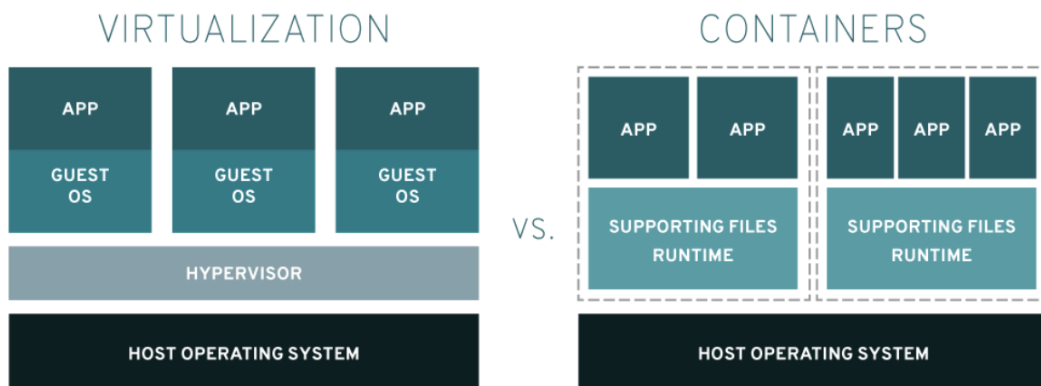 VIRTUALIZATION
APP
GUEST
OS
APP
GUEST
OS
APP
GUEST
OS
HYPERVISOR
HOST OPERATING SYSTEM
VS.
CONTAINERS
APP
APP
SUPPORTING FILES
RUNTIME
APP
APP
APP
SUPPORTING FILES
RUNTIME
HOST OPERATING SYSTEM